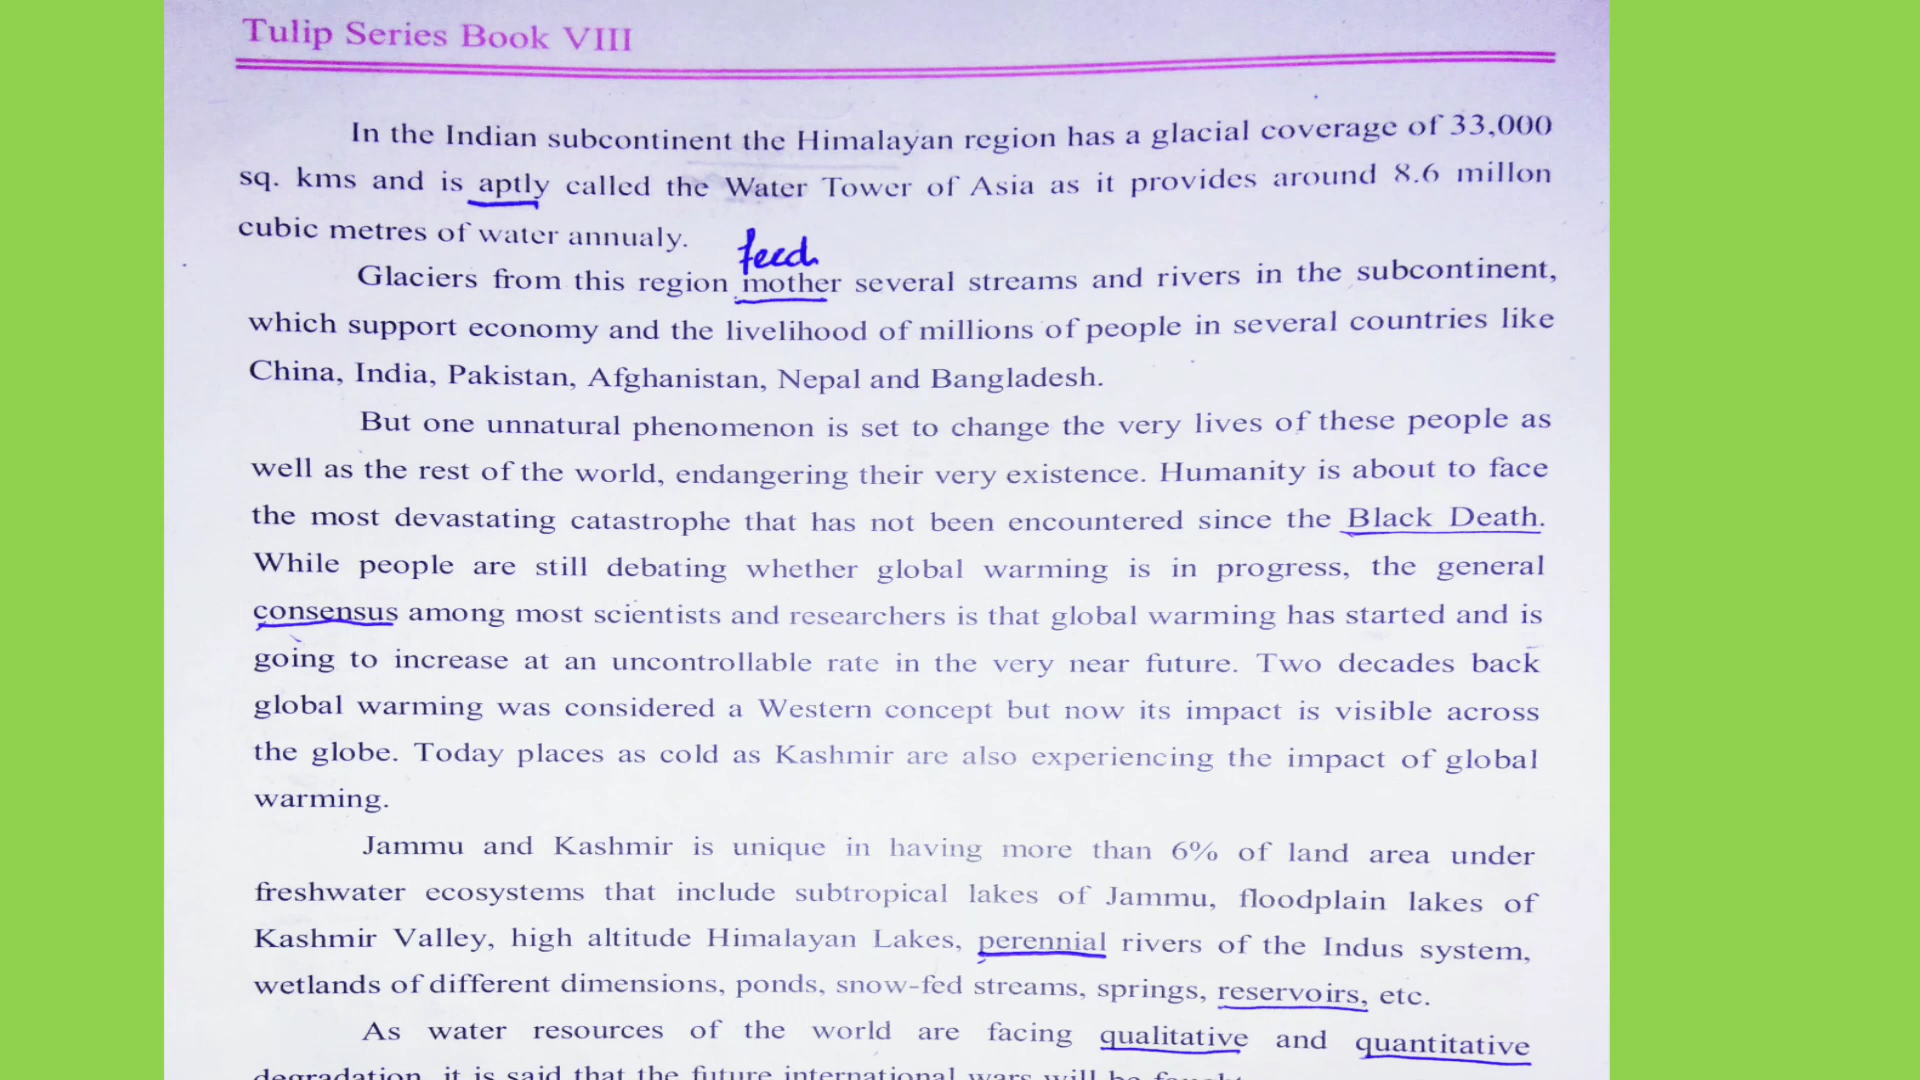 Tulip Series Book VIII
In the Indian subcontinent the Himalayan region has a glacial coverage of 33,000
sq. kms and is aptly called the Water Tower of Asia as it provides around 8.6 millon
cubic metres of water annualy.
feed
Glaciers from this region mother several streams and rivers in the subcontinent,
which support economy and the livelihood of millions of people in several countries like
China, India, Pakistan, Afghanistan, Nepal and Bangladesh.
But one unnatural phenomenon is set to change the very lives of these people as
well as the rest of the world, endangering their very existence. Humanity is about to face
the most devastating catastrophe that has not been encountered since the Black Death.
While people are still debating whether global warming is in progress, the general
consensus among most scientists and researchers is that global warming has started and is
going to increase at an uncontrollable rate in the very near future. Two decades back
global warming was considered a Western concept but now its impact is visible across
the globe. Today places as cold as Kashmir are also experiencing the impact of global
warming.
Jammu and Kashmir is unique in having more than 6% of land area under
freshwater ecosystems that include subtropical lakes of Jammu, floodplain lakes of
Kashmir Valley, high altitude Himalayan Lakes, perennial rivers of the Indus system,
wetlands of different dimensions, ponds, snow-fed streams, springs, reservoirs, etc.
As water resources of the world are facing qualitative and quantitative
degradation, it is said that the future international wars will be fought